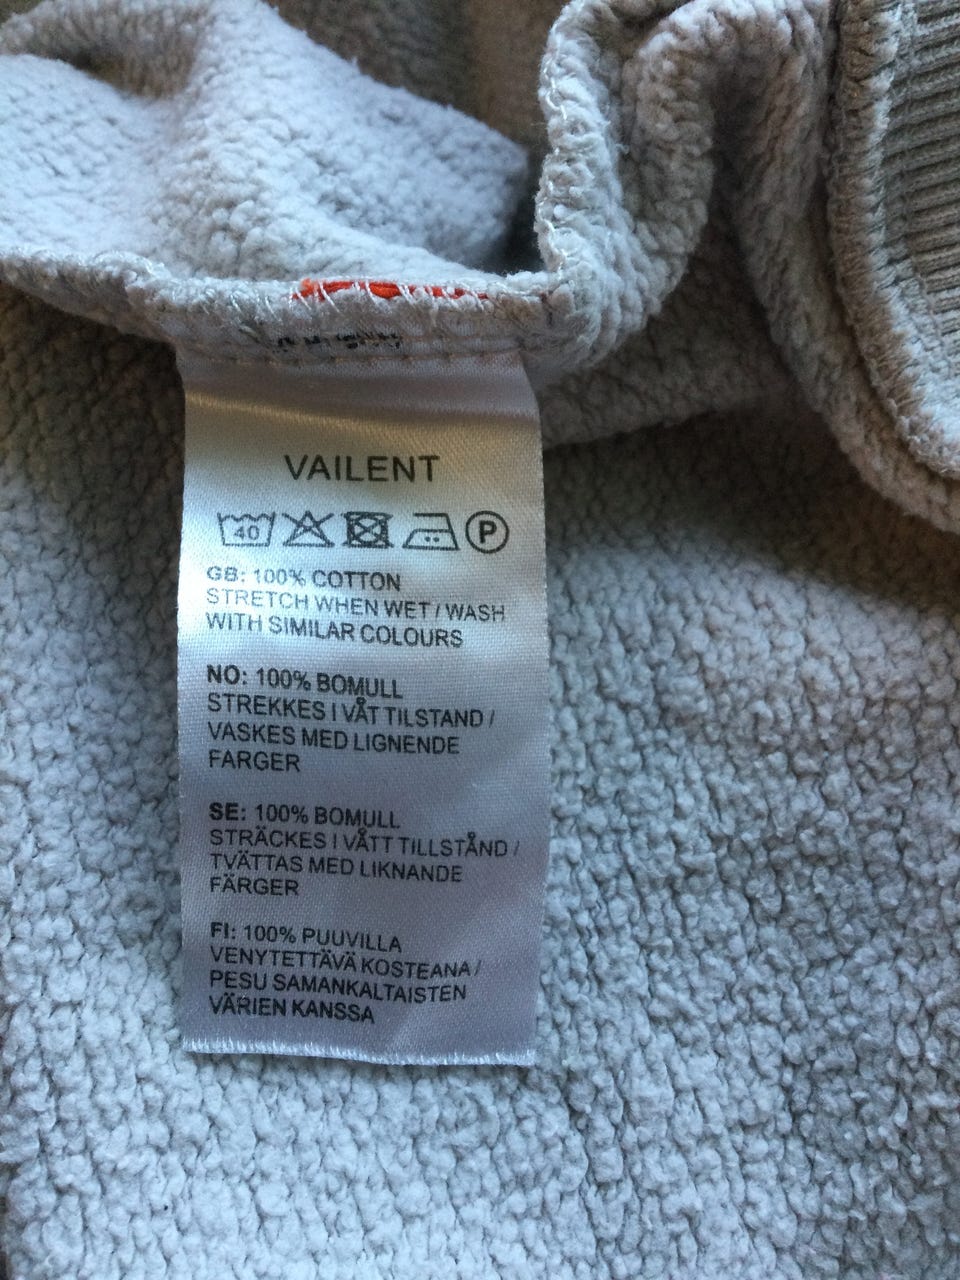 VAILENT
40 P
GB: 100% COTTON
STRETCH WHEN WET / WASH
WITH SIMILAR COLOURS
NO: 100% BOMULL
STREKKES I VÅT TILSTAND /
VASKES MED LIGNENDE
FARGER
SE: 100% BOMULL
STRÄCKES I VÅTT TILLSTÅND /
TVÄTTAS MED LIKNANDE
FÄRGER
FI: 100% PUUVILLA
VENYTETTÄVÄ KOSTEANA /
PESU SAMANKALTAISTEN
VÄRIEN KANSSA